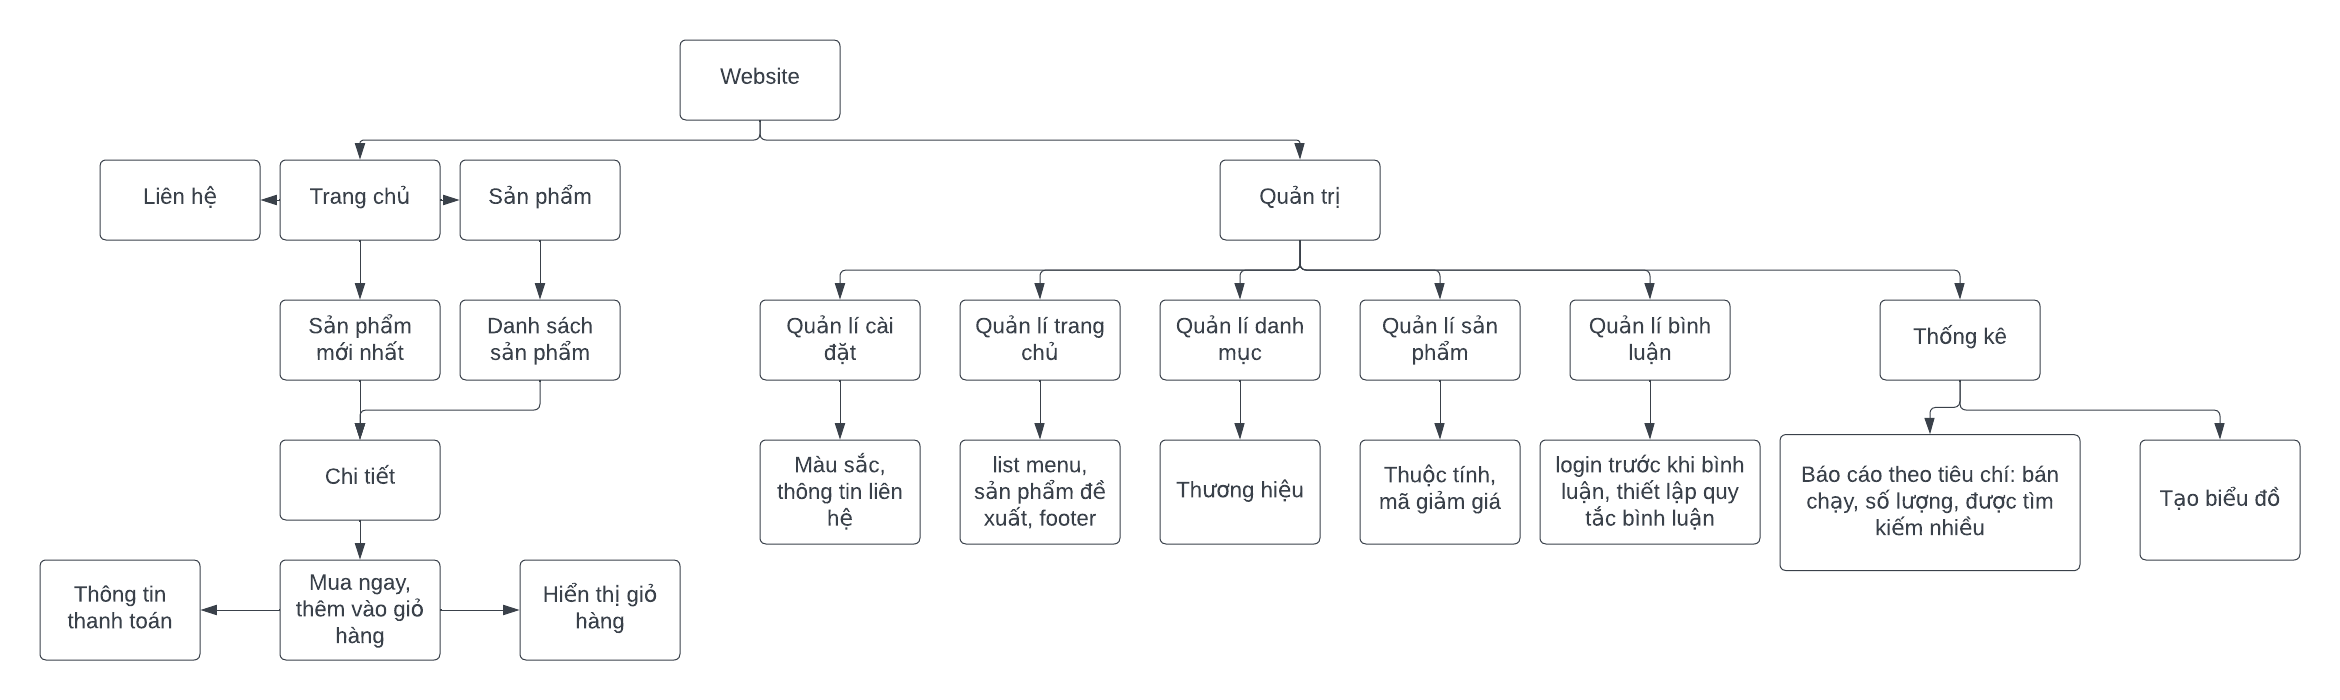 Website
Liên hệ
Trang chủ
Sản phẩm
Quản trị
Sản phẩm
mới nhất
Danh sách
sản phẩm
Quản lí cài
đặt
Quản lí trang
chủ
Quản lí danh
mục
Quản lí sản
phẩm
Quản lí bình
luận
Thống kê
Chi tiết
Màu sắc,
thông tin liên
hệ
list menu,
sản phẩm đề
xuất, footer
Thương hiệu
Thuộc tính,
mã giảm giá
login trước khi bình
luận, thiết lập quy
tắc bình luận
Báo cáo theo tiêu chí: bán
chạy, số lượng, được tìm
kiếm nhiều
Tạo biểu đồ
Thông tin
thanh toán
Mua ngay,
thêm vào giỏ
hàng
Hiển thị giỏ
hàng